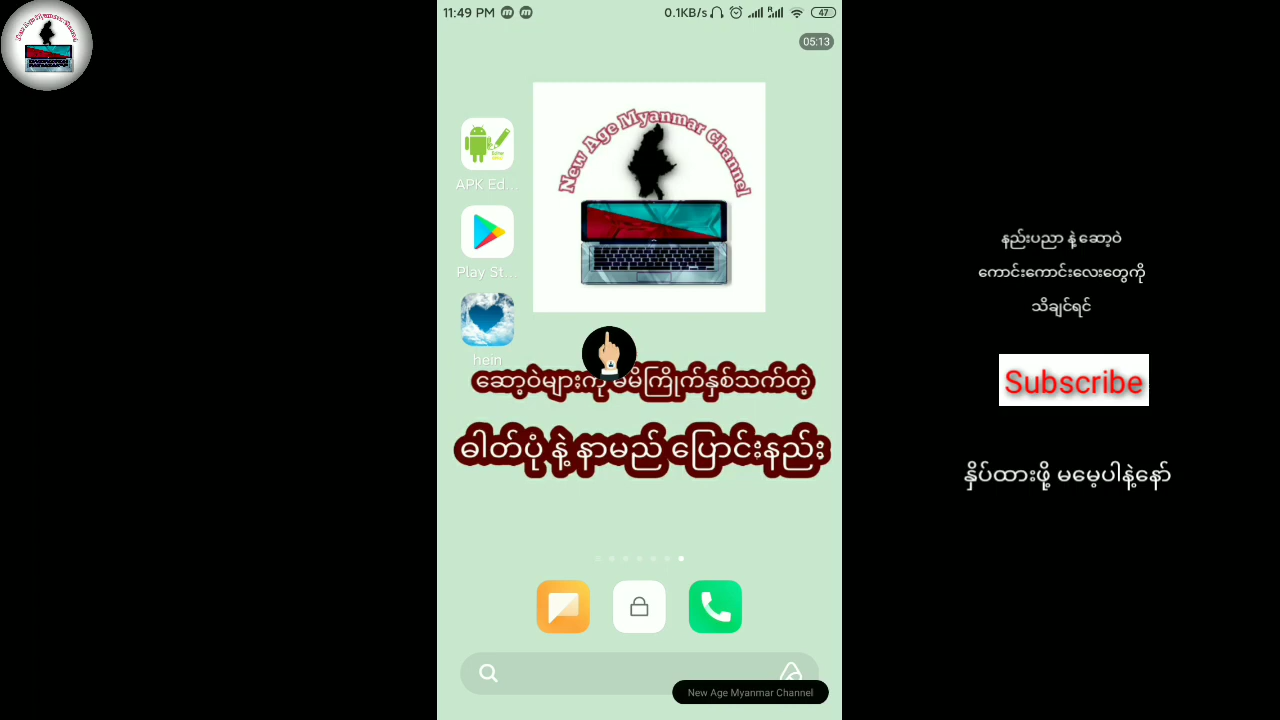 11:49 PM
0.1KB/s
47
05:13
New Age Myanmar Channel
APK Ed...
Play St...
hein
ဆော့ဝဲများကို မိမိကြိုက်နှစ်သက်တဲ့
ဓါတ်ပုံ နဲ့ နာမည် ပြောင်းနည်း
New Age Myanmar Channel
နည်းပညာ နဲ့ ဆော့ဝဲ
ကောင်းကောင်းလေးတွေကို
သိချင်ရင်
Subscribe
နှိပ်ထားဖို့ မမေ့ပါနဲ့နော်